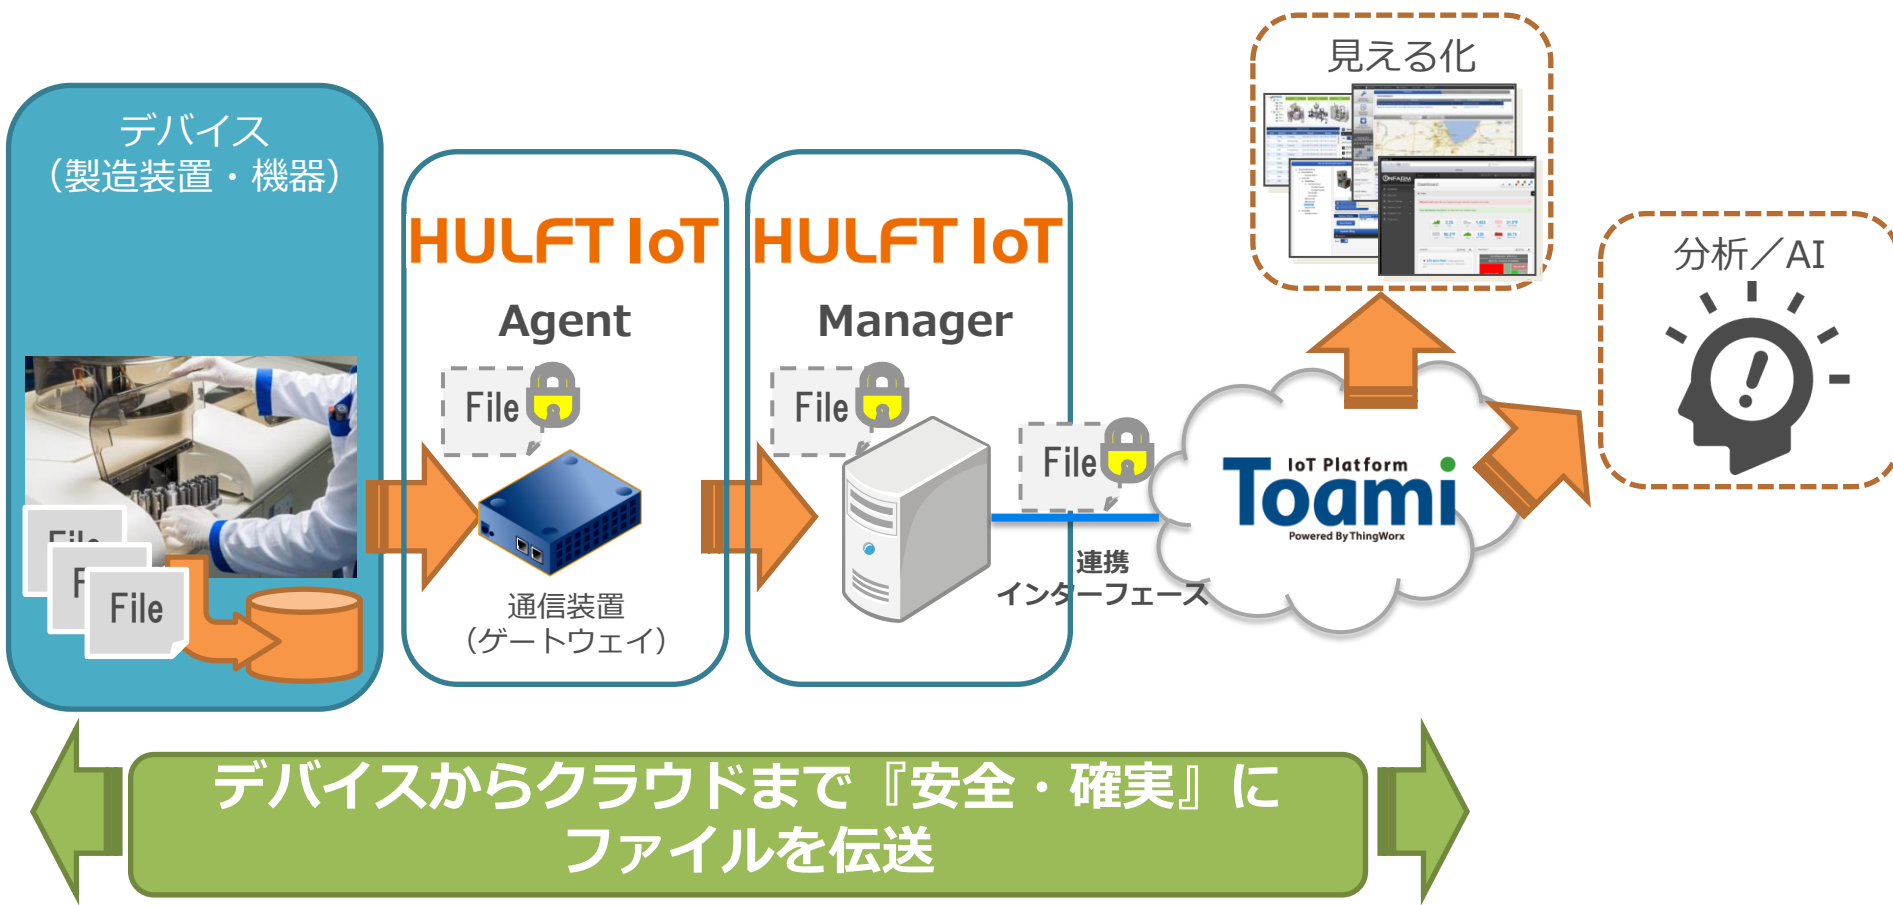 見える化
デバイス
（製造装置・機器）
HULFT IoT
Agent
File
通信装置
（ゲートウェイ）
HULFT IoT
Manager
File
File
連携
インターフェース
IoT Platform
Toami
Powered By ThingWorx
分析／AI
File
File
File
デバイスからクラウドまで『安全・確実』に
ファイルを伝送